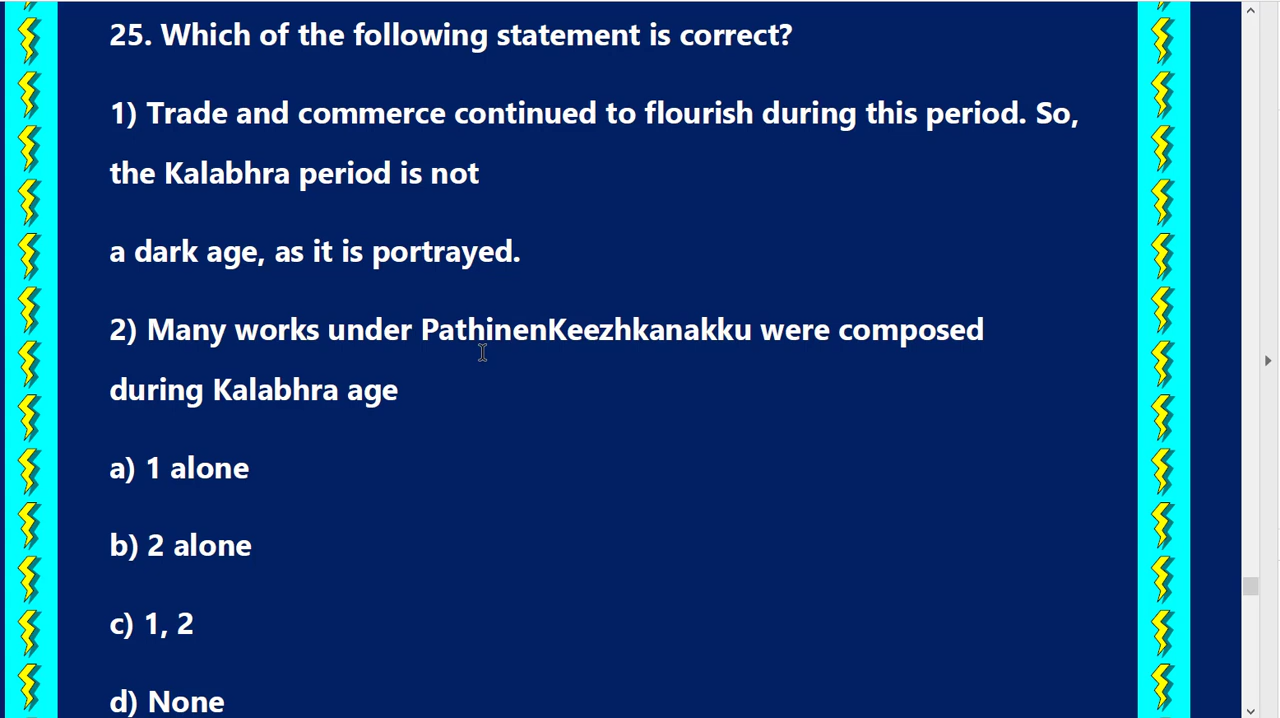 25. Which of the following statement is correct?
1) Trade and commerce continued to flourish during this period. So,
the Kalabhra period is not
a dark age, as it is portrayed.
2) Many works under PathinenKeezhkanakku were composed
during Kalabhra age
a) 1 alone
b) 2 alone
c) 1, 2
d) None